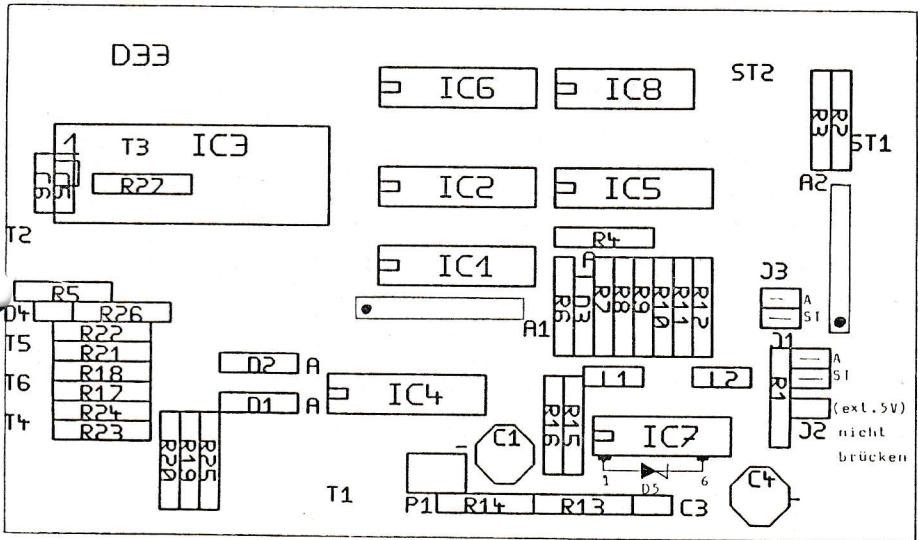 D33
IC6
IC8
ST2
R3
R2
ST1
1
T3
IC3
C6
C5
R27
IC2
IC5
A2
T2
R4
IC1
A
J3
R5
R6
D3
R7
R8
R9
R10
R11
R12
A
ST
D4
R26
A1
T5
R22
J1
R21
D2
A
A
T6
R18
L1
L2
R1
ST
R17
IC4
D1
A
(ext.5V)
T4
R24
J2
nicht
R23
R20
R19
R25
C1
R16
R15
IC7
brücken
1
D5
6
C4
T1
P1
R14
R13
C3